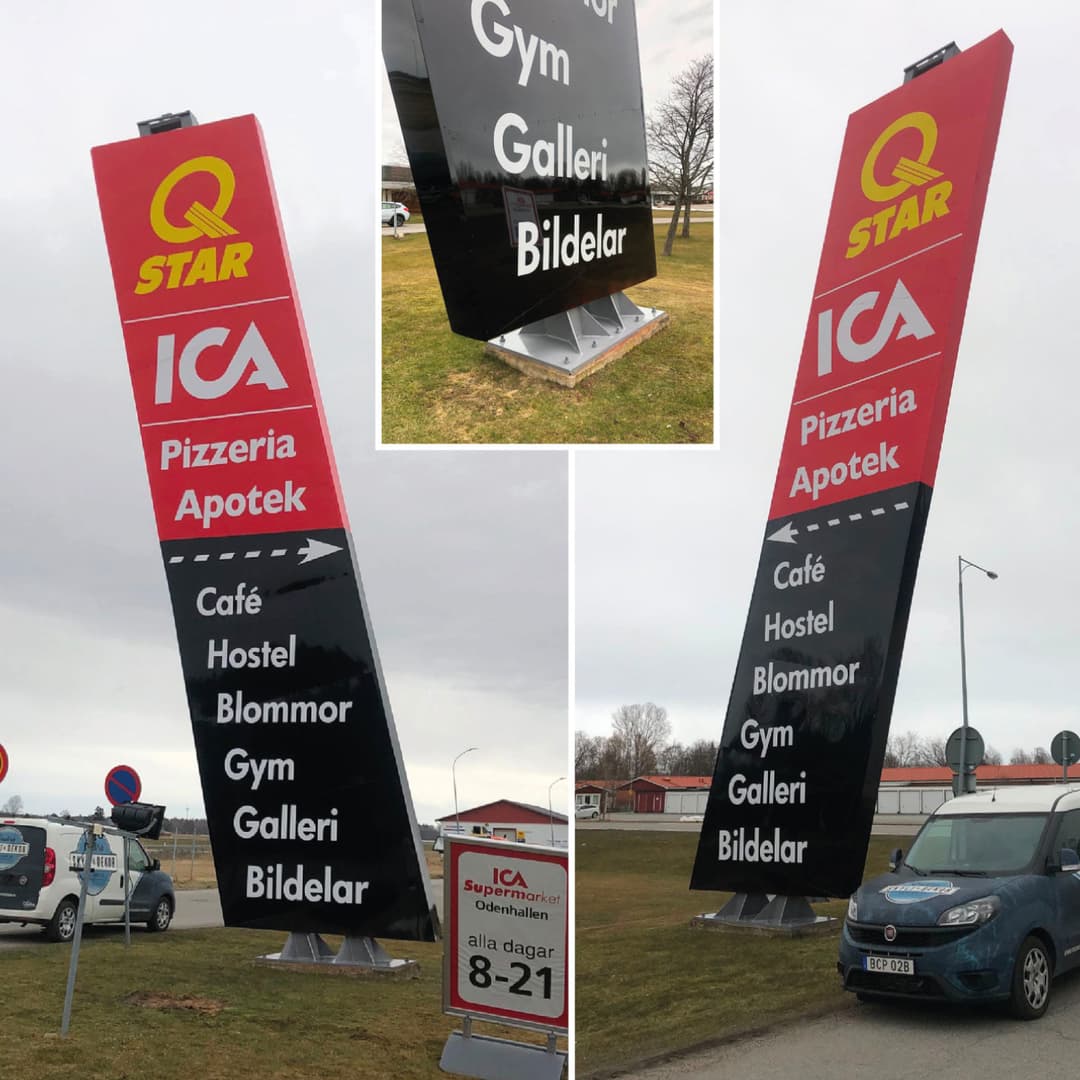 Q
STAR
ICA
Pizzeria
Apotek
Café
Hostel
Blommor
Gym
Galleri
Bildelar
ICA
Supermarket
Odenhallen
alla dagar
8-21
Gym
Galleri
Bildelar
Q
STAR
ICA
Pizzeria
Apotek
Café
Hostel
Blommor
Gym
Galleri
Bildelar
BCP 02B